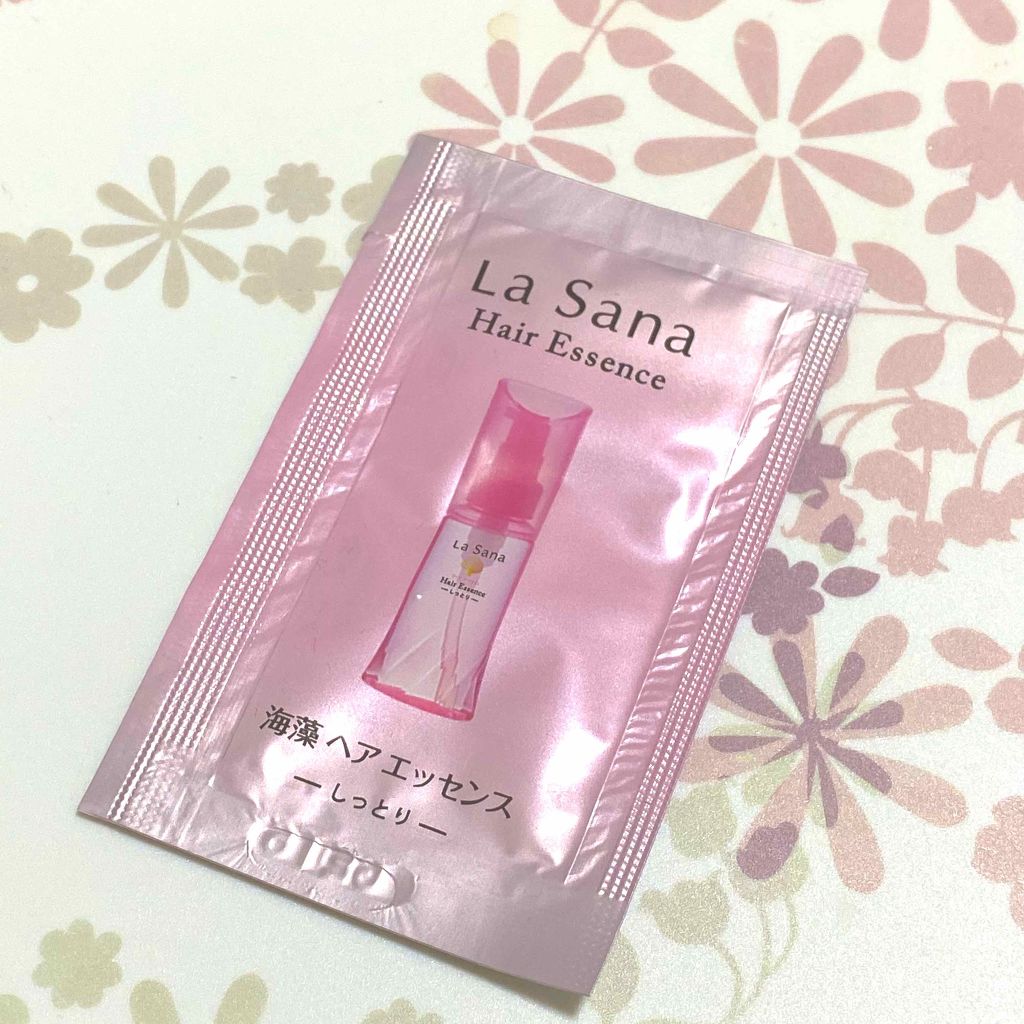 La Sana
Hair Essence
La Sana
Hair Essence
ーしっとりー
海藻 ヘア エッセンス
ー しっとり ー